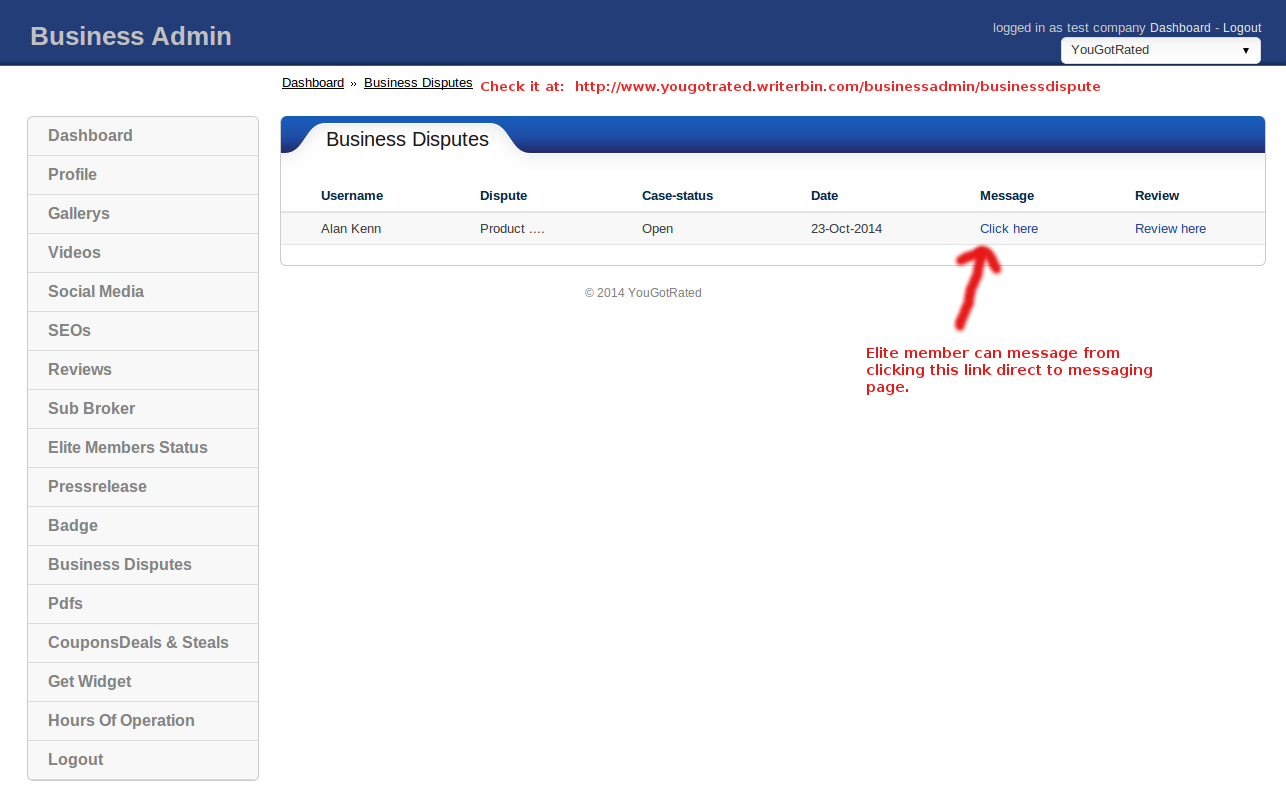 Business Admin
logged in as test company Dashboard - Logout
YouGotRated
Dashboard ›› Business Disputes
Check it at: http://www.yougotrated.writerbin.com/businessadmin/businessdispute
Dashboard
Profile
Gallerys
Videos
Social Media
SEOs
Reviews
Sub Broker
Elite Members Status
Pressrelease
Badge
Business Disputes
Pdfs
CouponsDeals & Steals
Get Widget
Hours Of Operation
Logout
Business Disputes
Username Dispute Case-status Date Message Review
Alan Kenn Product .... Open 23-Oct-2014 Click here Review here
© 2014 YouGotRated
Elite member can message from
clicking this link direct to messaging
page.